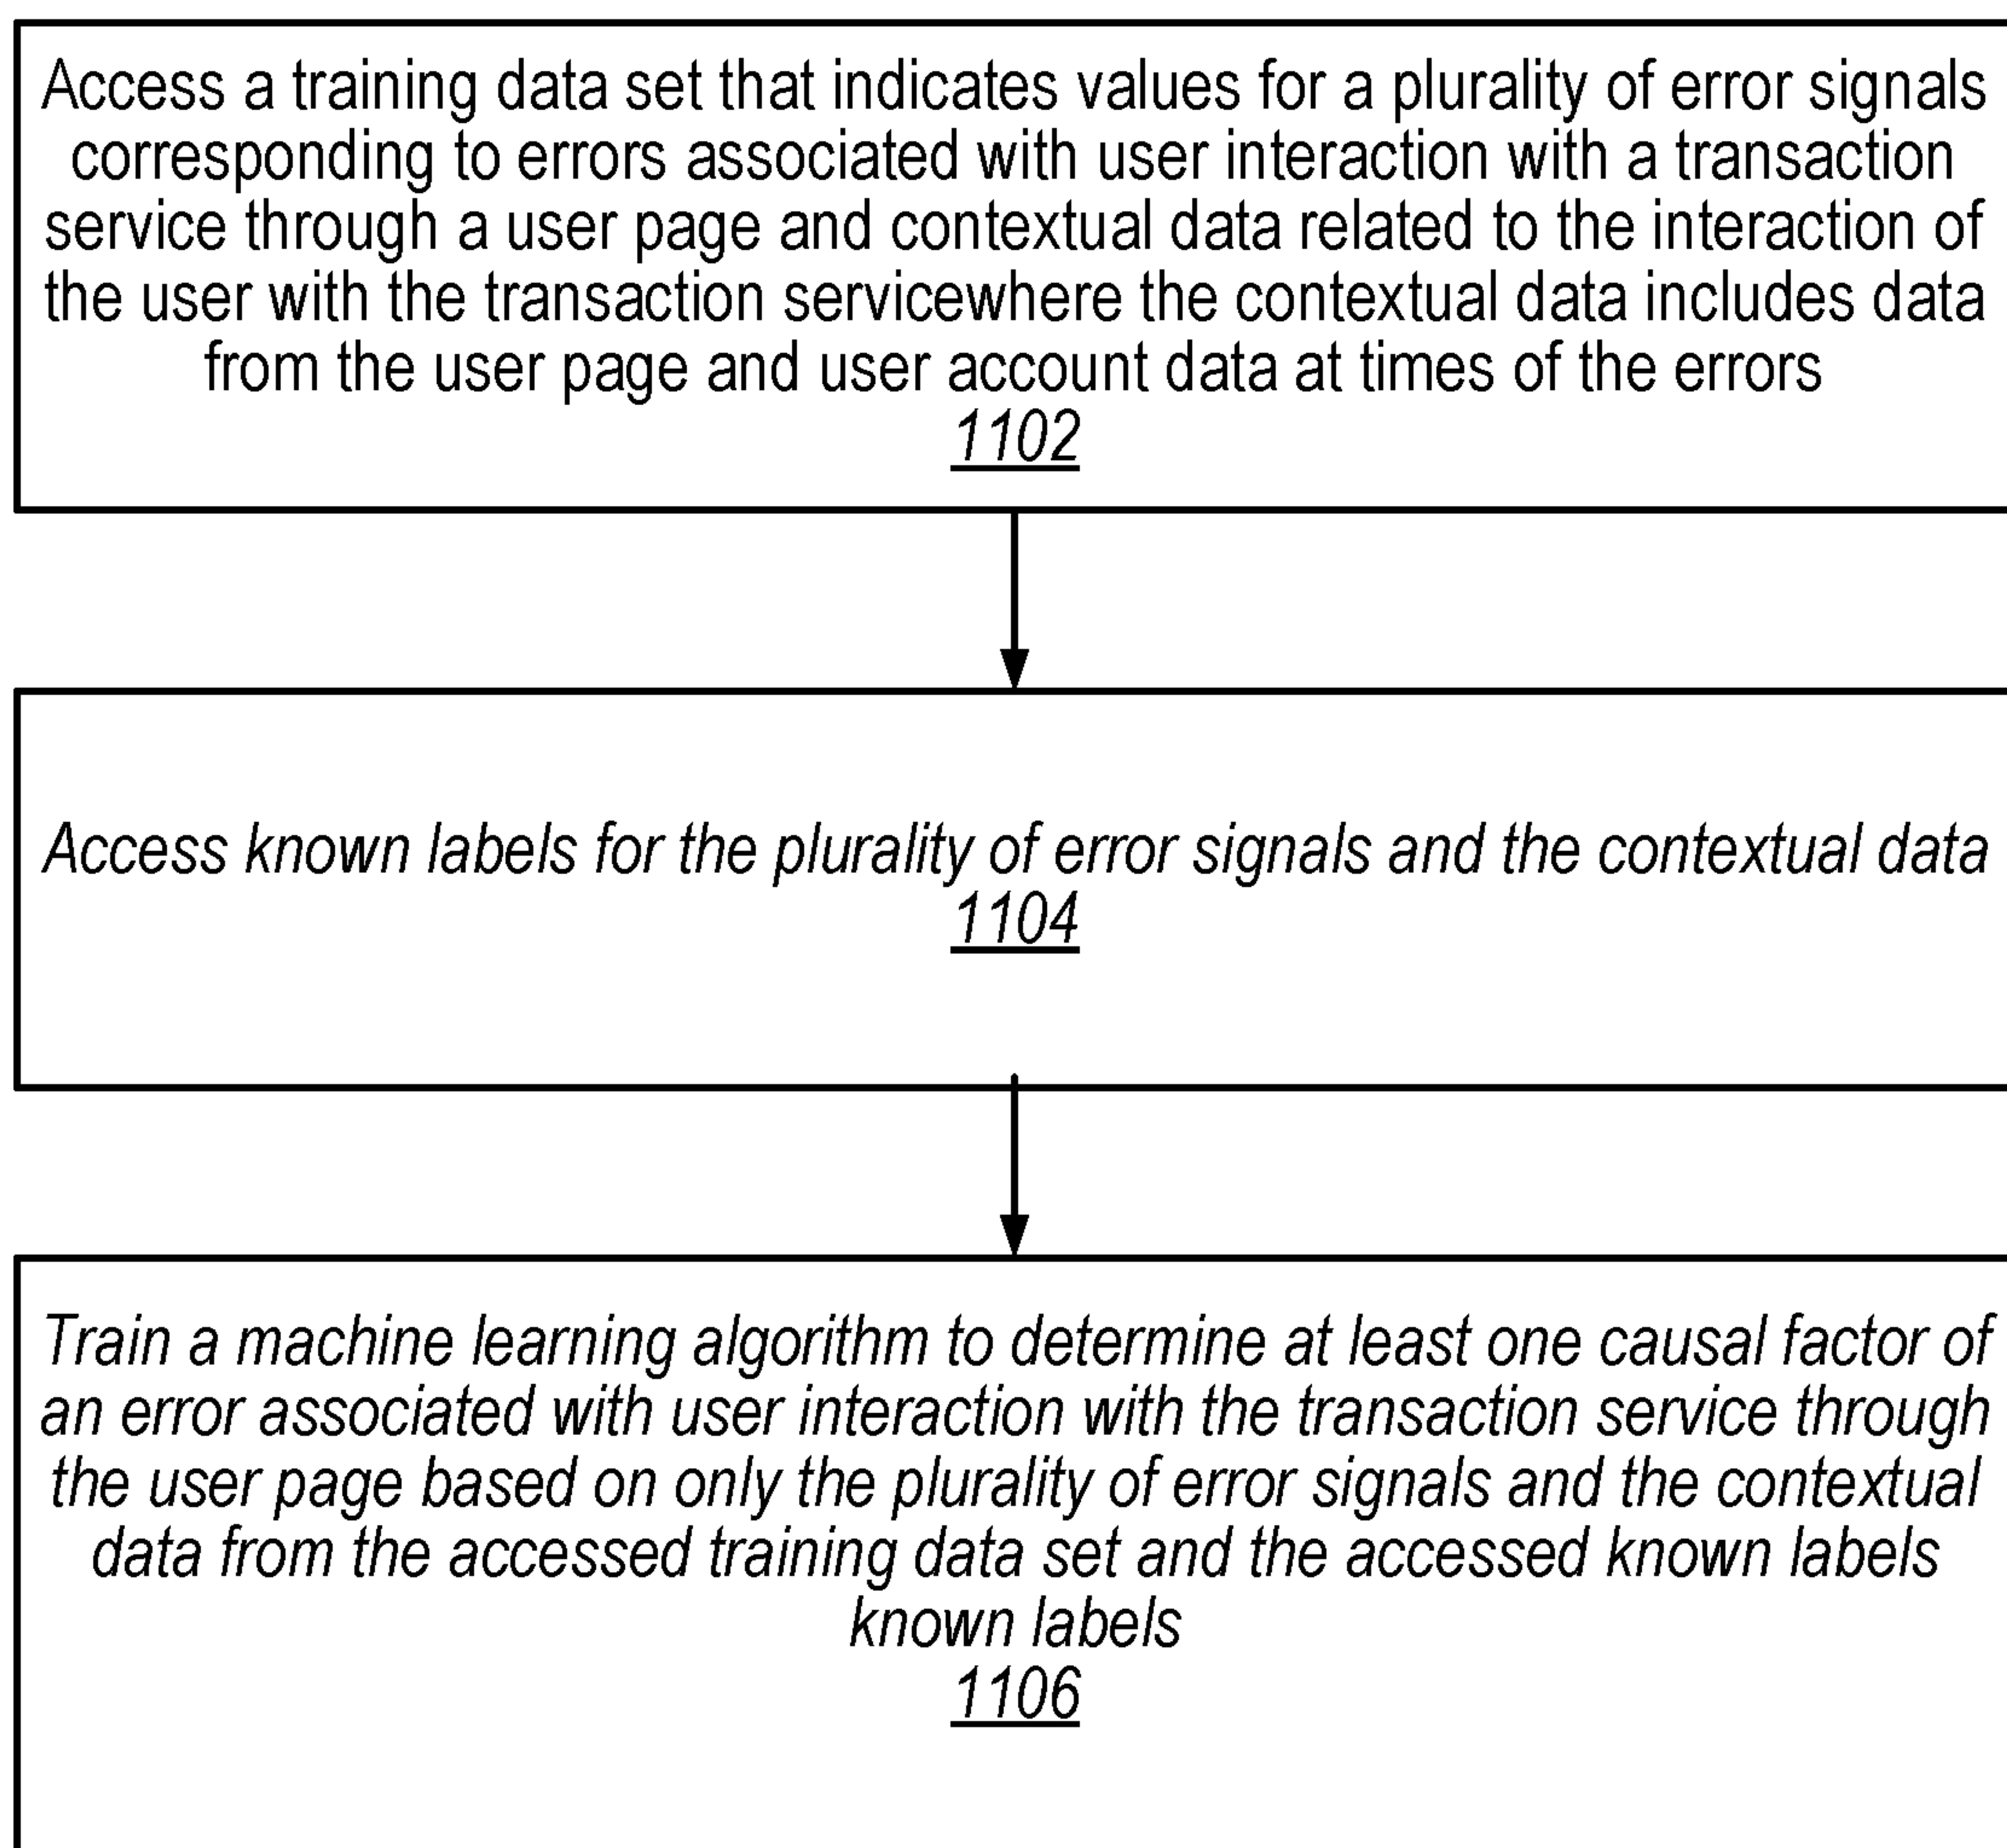 Access a training data set that indicates values for a plurality of error signals
corresponding to errors associated with user interaction with a transaction
service through a user page and contextual data related to the interaction of
the user with the transaction servicewhere the contextual data includes data
from the user page and user account data at times of the errors
1102
Access known labels for the plurality of error signals and the contextual data
1104
Train a machine learning algorithm to determine at least one causal factor of
an error associated with user interaction with the transaction service through
the user page based on only the plurality of error signals and the contextual
data from the accessed training data set and the accessed known labels
known labels
1106